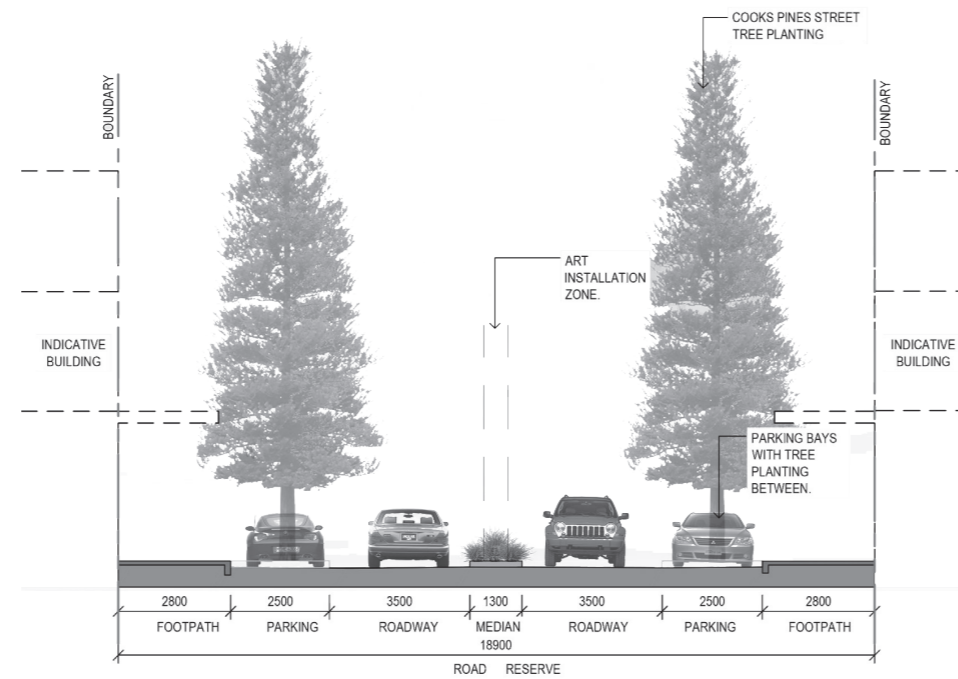 COOKS PINES STREET
TREE PLANTING
BOUNDARY
BOUNDARY
ART
INSTALLATION
ZONE.
INDICATIVE
BUILDING
INDICATIVE
BUILDING
PARKING BAYS
WITH TREE
PLANTING
BETWEEN.
2800 2500 3500 1300 3500 2500 2800
FOOTPATH PARKING ROADWAY MEDIAN ROADWAY PARKING FOOTPATH
18900
ROAD RESERVE